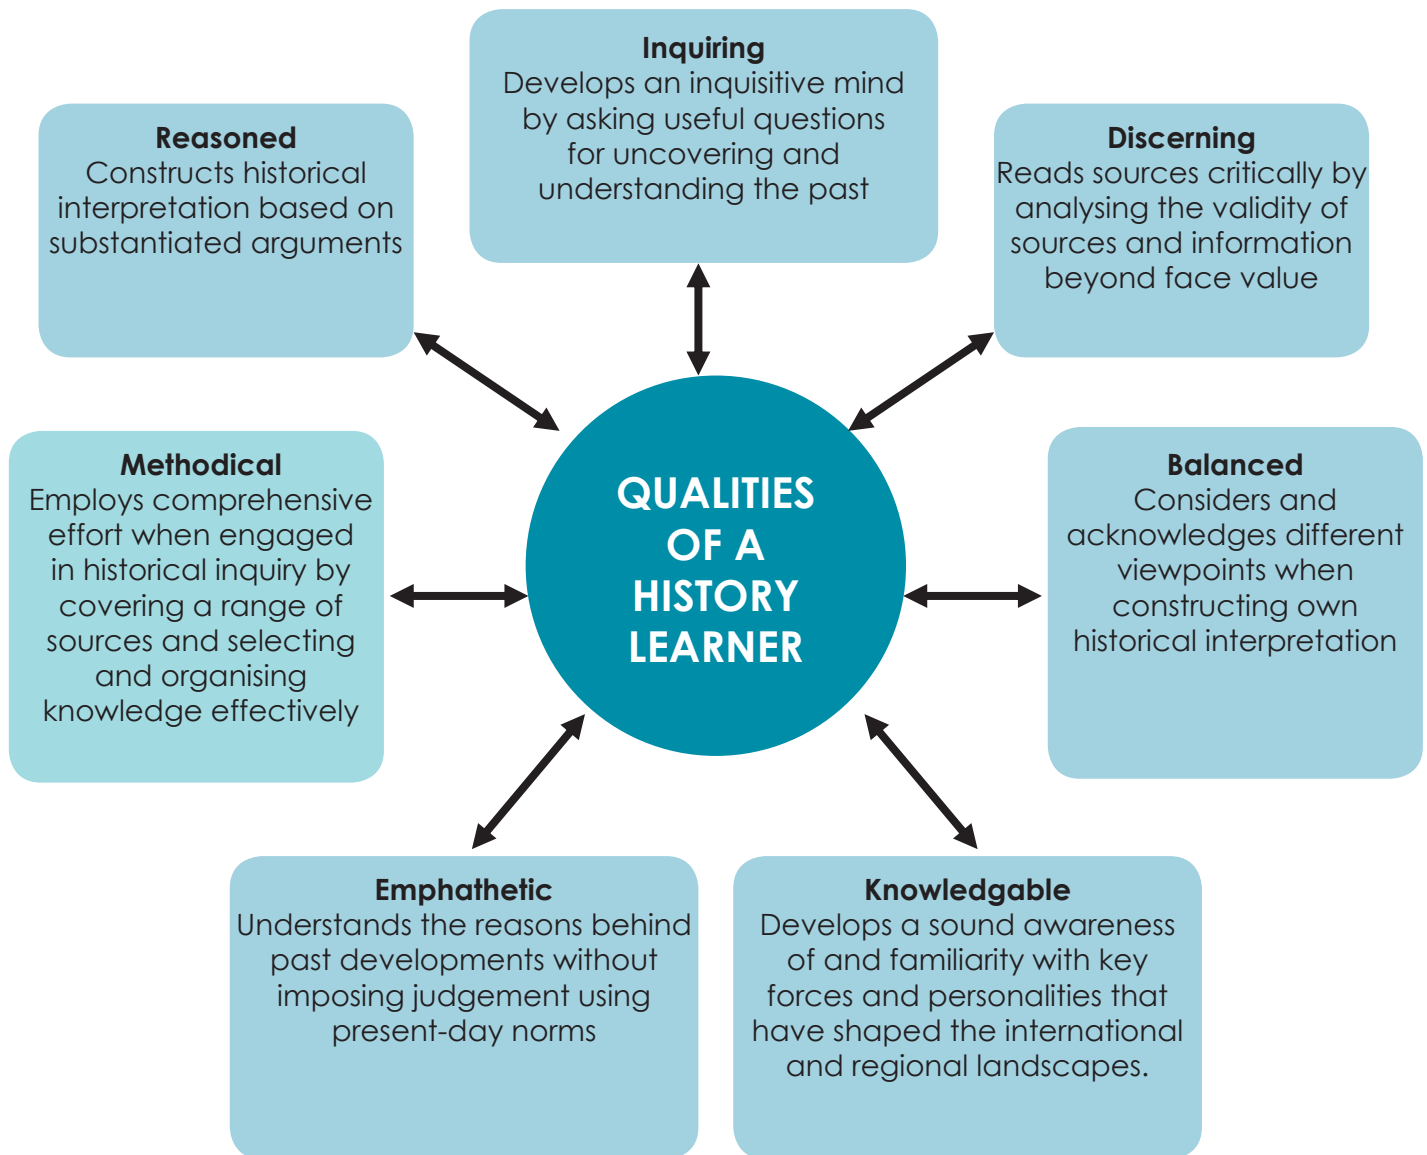 Inquiring
Develops an inquisitive mind
by asking useful questions
for uncovering and
understanding the past
Reasoned
Constructs historical
interpretation based on
substantiated arguments
Discerning
Reads sources critically by
analysing the validity of
sources and information
beyond face value
Methodical
Employs comprehensive
effort when engaged
in historical inquiry by
covering a range of
sources and selecting
and organising
knowledge effectively
QUALITIES
OF A
HISTORY
LEARNER
Balanced
Considers and
acknowledges different
viewpoints when
constructing own
historical interpretation
Emphathetic
Understands the reasons behind
past developments without
imposing judgement using
present-day norms
Knowledgable
Develops a sound awareness
of and familiarity with key
forces and personalities that
have shaped the international
and regional landscapes.